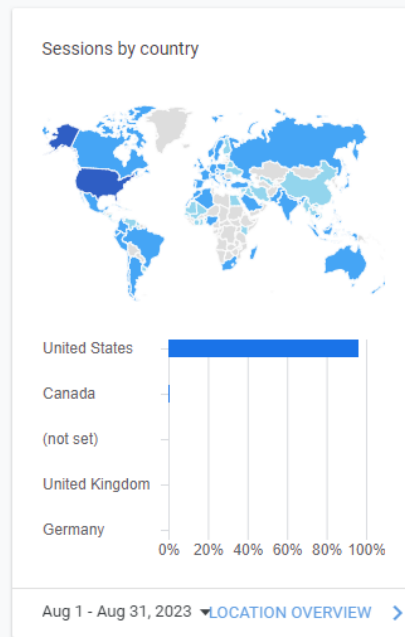 Sessions by country
United States
Canada
(not set)
United Kingdom
Germany
0% 20% 40% 60% 80% 100%
Aug 1 - Aug 31, 2023 LOCATION OVERVIEW